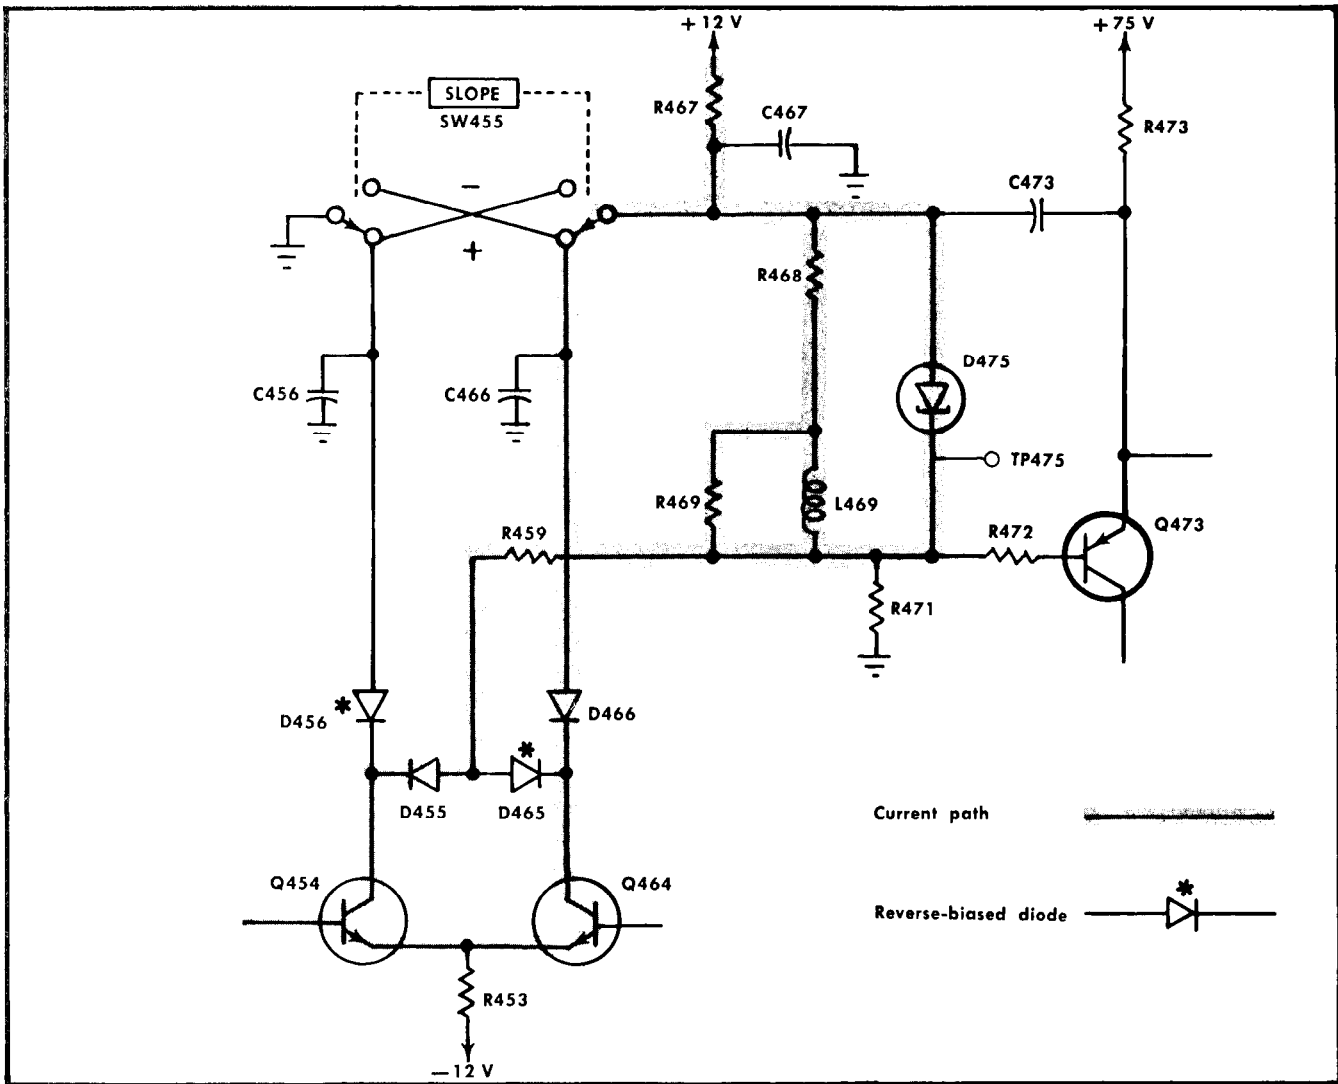 +12 V
+75 V
SLOPE
SW455
R467
C467
R473
C473
−
+
R468
D475
C456
C466
TP475
R469
L469
R459
R472
Q473
R471
D456
*
D466
*
D455
D465
Current path
Q454
Q464
*
Reverse-biased diode
R453
−12 V